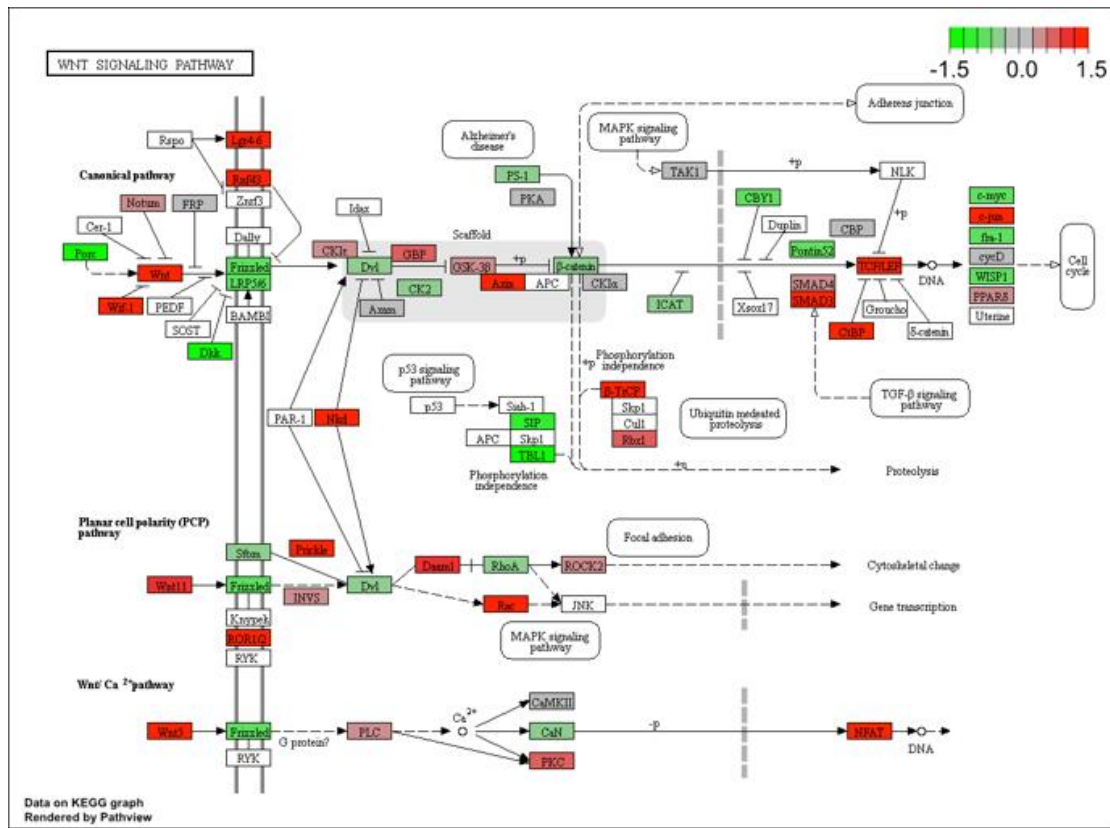 WNT SIGNALING PATHWAY
-1.5 0.0 1.5
Adherens junction
Rspo
Lgr4-6
Alzheimer's
disease
MAPK signaling
pathway
Canonical pathway
Rnf43
PS-1
TAK1
+p
NLK
Notum
FRP
Znrf3
Idax
PKA
CBY1
c-myc
Cer-1
Dally
CKIε
GBP
Scaffold
Duplin
CBP
+p
c-jun
Porc
Wnt
Frizzled
Dvl
GSK-3β
+p
β-catenin
Pontin52
TCF/LEF
fra-1
cycD
Cell
cycle
LRP5/6
CK2
Axin
APC
CKIα
ICAT
SMAD4
DNA
WISP1
Wif-1
PEDF
Axam
Xsox17
SMAD3
Groucho
PPARδ
SOST
BAMBI
CtBP
β-catenin
Uterine
Dkk
p53 signaling
pathway
Phosphorylation
independence
+p
TGF-β signaling
pathway
PAR-1
Nkd
p53
Siah-1
β-TrCP
SIP
Skp1
Cul1
Ubiquitin mediated
proteolysis
APC
Skp1
Rbx1
TBL1
Phosphorylation
independence
+p
Proteolysis
Planar cell polarity (PCP)
pathway
Focal adhesion
Stbm
Prickle
Daam1
RhoA
ROCK2
Cytoskeletal change
Wnt11
Frizzled
Dvl
INVS
Rac
JNK
Gene transcription
Knypek
ROR1/2
RYK
MAPK signaling
pathway
Wnt/ Ca 2+ pathway
CaMKII
Wnt5
Frizzled
G protein?
PLC
Ca2+
CaN
-p
NFAT
DNA
RYK
PKC
Data on KEGG graph
Rendered by Pathview